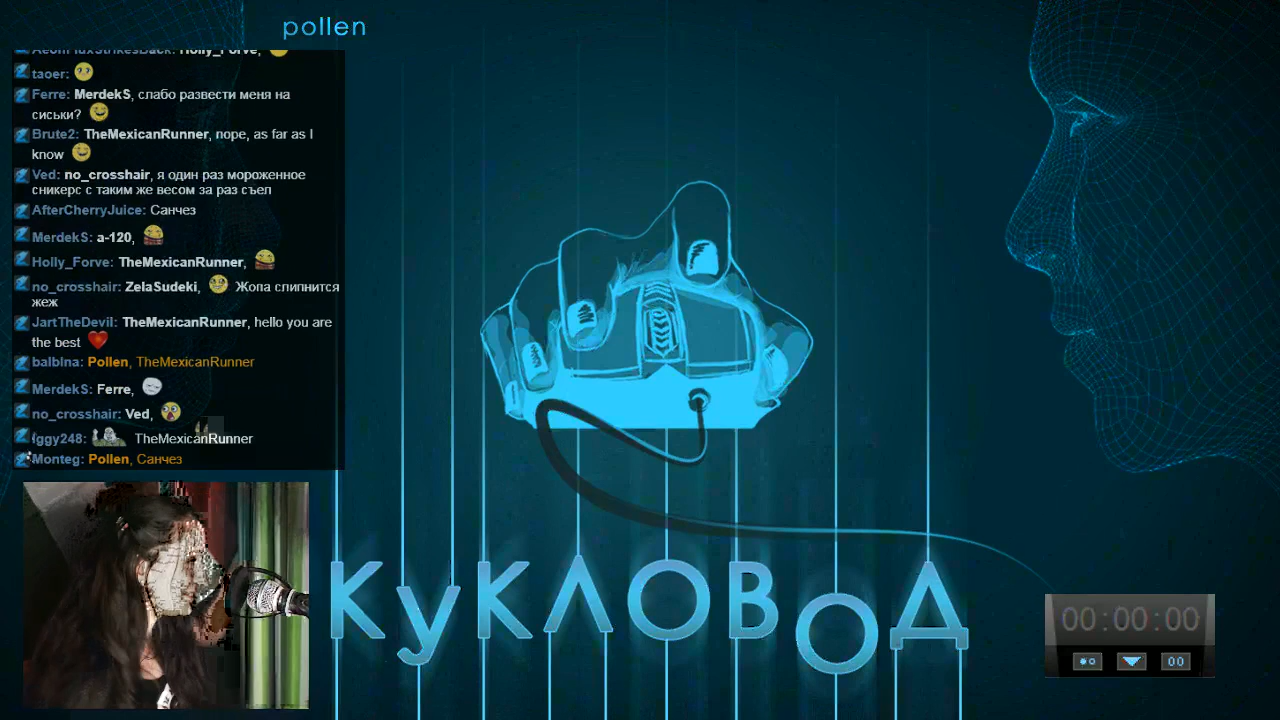 pollen
AeonFluxStrikesBack: Holly_Forve,
taoer:
Ferre: MerdekS, слабо развести меня на
сиськи?
Brute2: TheMexicanRunner, nope, as far as I
know
Ved: no_crosshair, я один раз мороженное
сникерс с таким же весом за раз съел
AfterCherryJuice: Санчез
MerdekS: a-120,
Holly_Forve: TheMexicanRunner,
no_crosshair: ZelaSudeki, Жопа слипнится
жеж
JartTheDevil: TheMexicanRunner, hello you are
the best
balbIna: Pollen, TheMexicanRunner
MerdekS: Ferre,
no_crosshair: Ved,
TheMexicanRunner
Monteg: Pollen, Санчез
КУКЛОВОД
00:00:00
00